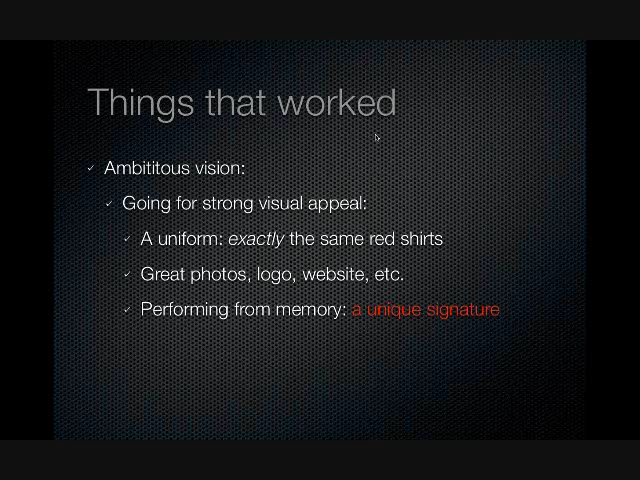 Things that worked
Ambititous vision:
Going for strong visual appeal:
A uniform: exactly the same red shirts
Great photos, logo, website, etc.
Performing from memory: a unique signature